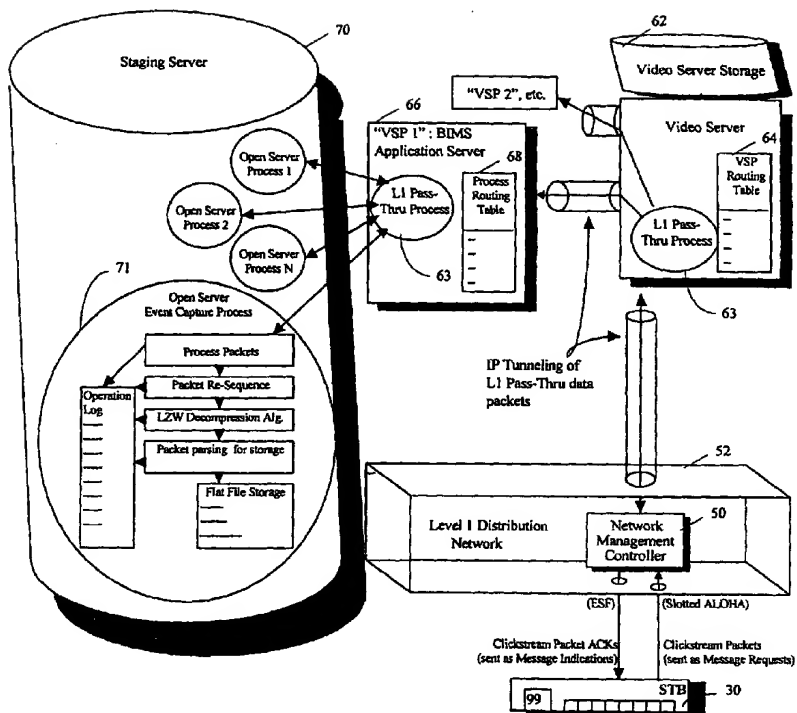 70
Staging Server
62
Video Server Storage
"VSP 2", etc.
66
"VSP 1" : BIMS
Application Server
68
Process
Routing
Table
L1 Pass-
Thru Process
63
Video Server
64
VSP
Routing
Table
L1 Pass-
Thru Process
63
Open Server
Process 1
Open Server
Process 2
Open Server
Process N
71
Open Server
Event Capture Process
Process Packets
Packet Re-Sequence
Operation
Log
LZW Decompression Alg.
Packet parsing for storage
Flat File Storage
IP Tunneling of
L1 Pass-Thru data
packets
52
Level 1 Distribution
Network
50
Network
Management
Controller
(ESF)
(Slotted ALOHA)
Clickstream Packet ACKs
(sent as Message Indications)
Clickstream Packets
(sent as Message Requests)
STB
30
99